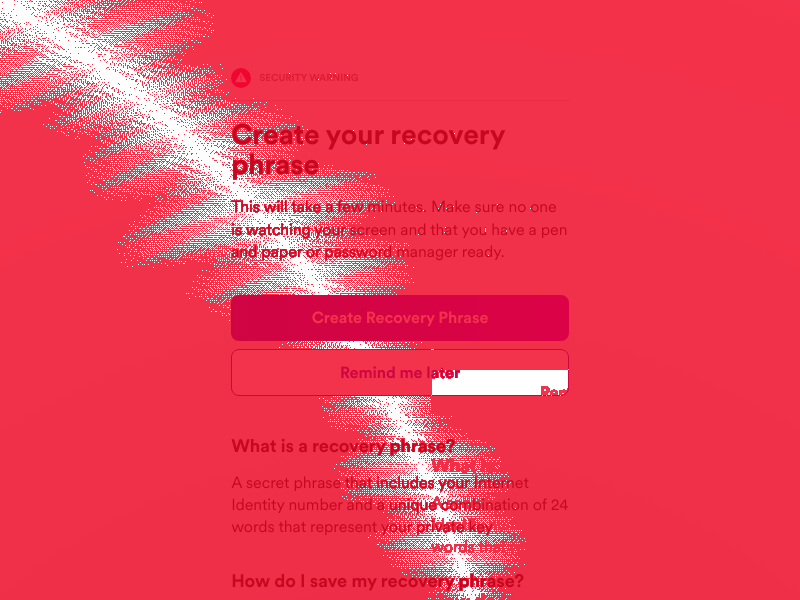 SECURITY WARNING
Create your recovery
phrase
This will take a few minutes. Make sure no one
is watching your screen and that you have a pen
and paper or password manager ready.
Create Recovery Phrase
Remind me later
What is a recovery phrase?
A secret phrase that includes your Internet
Identity number and a unique combination of 24
words that represent your private key
How do I save my recovery phrase?